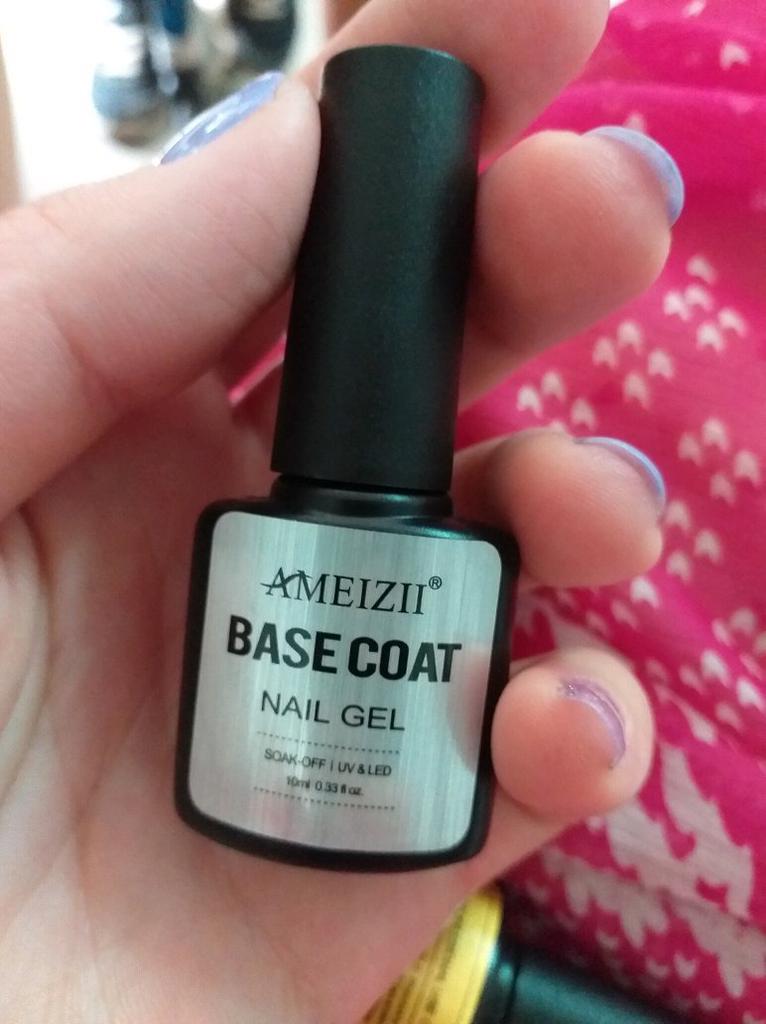 AMEIZII®
BASE COAT
NAIL GEL
SOAK-OFF | UV & LED
10ml 0.33 fl oz.